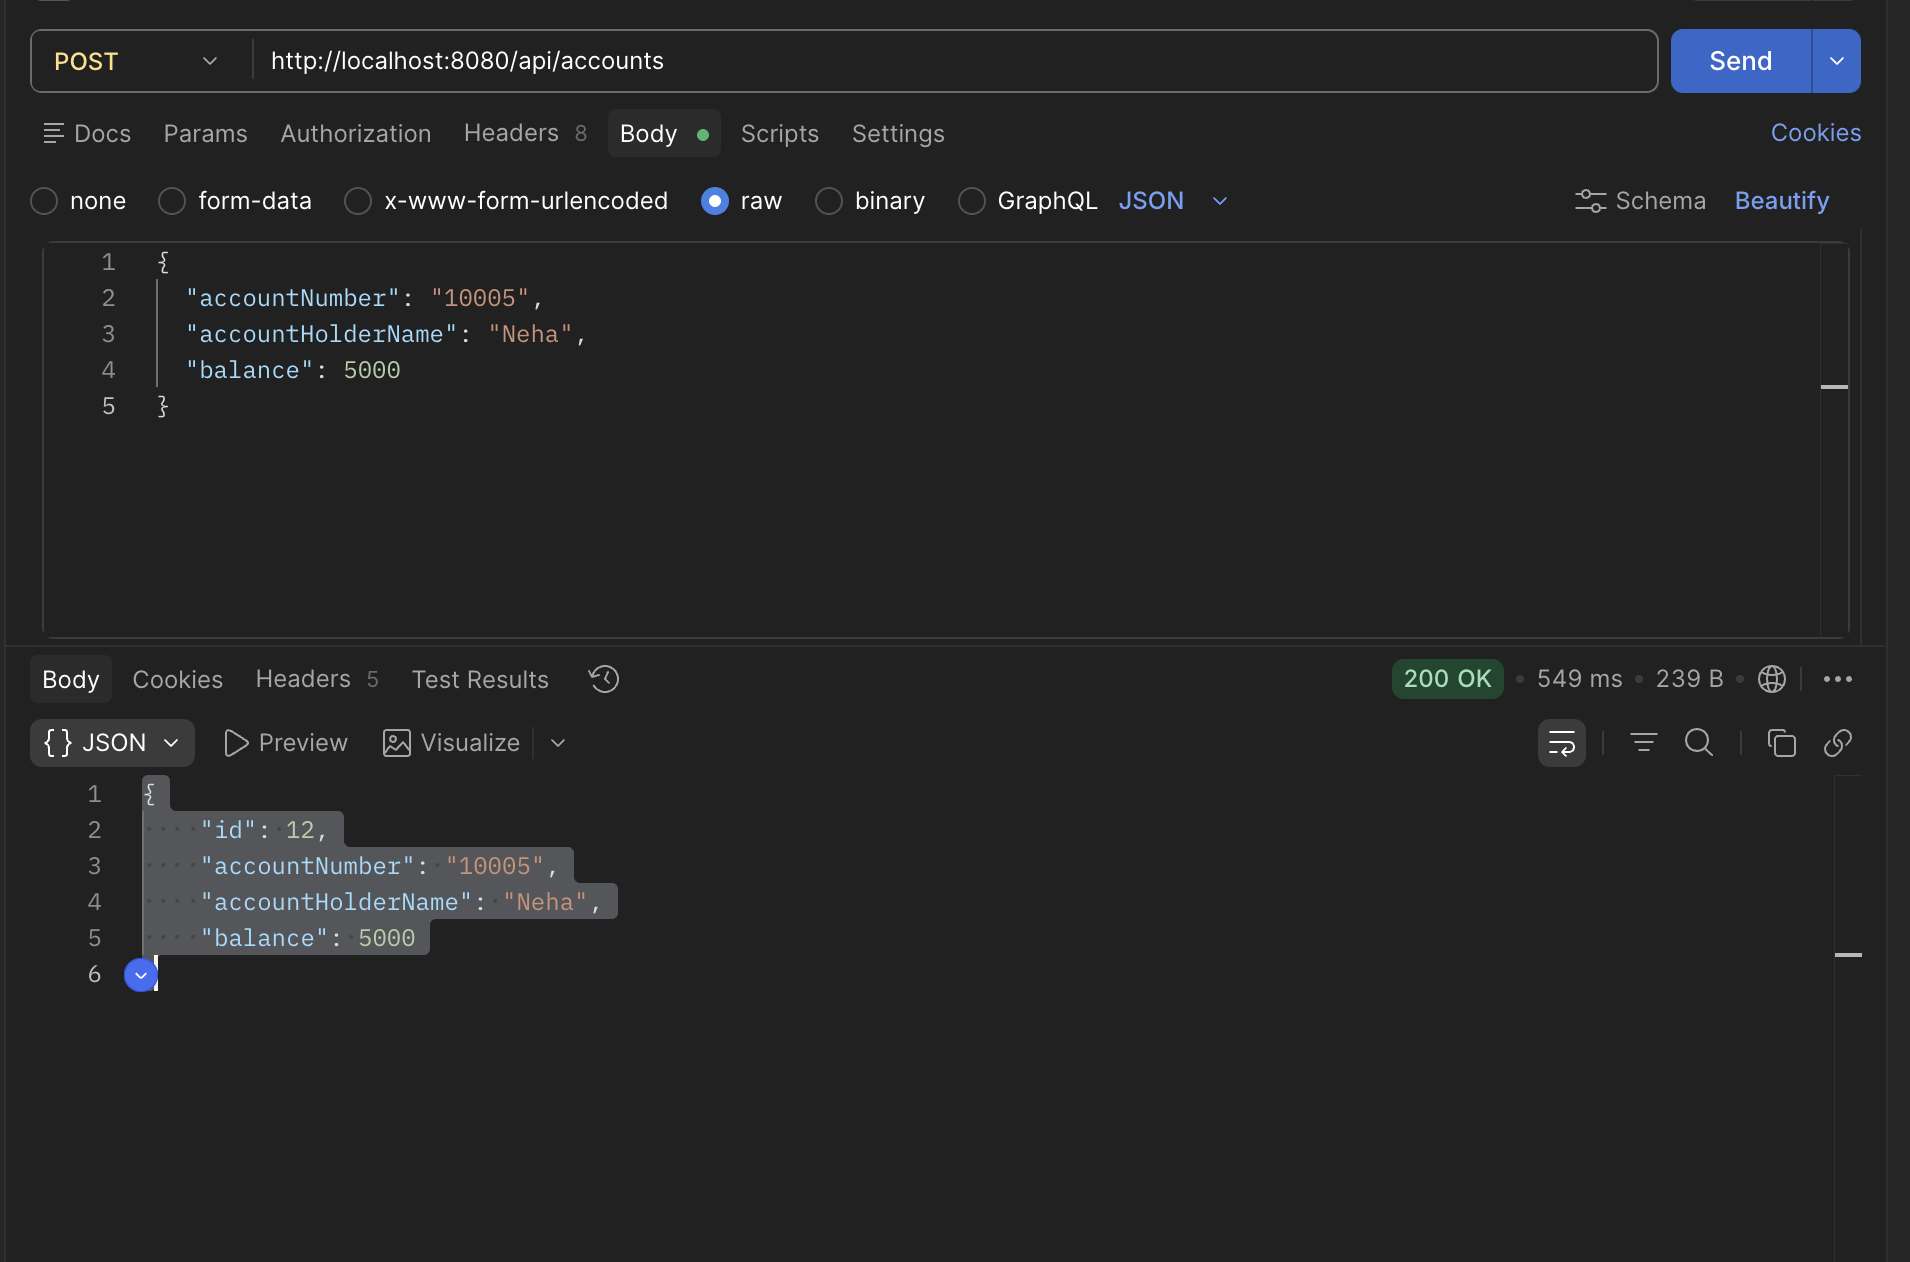 POST http://localhost:8080/api/accounts Send
Docs Params Authorization Headers 8 Body Scripts Settings Cookies
none form-data x-www-form-urlencoded raw binary GraphQL JSON Schema Beautify
1 {
2 "accountNumber": "10005",
3 "accountHolderName": "Neha",
4 "balance": 5000
5 }
Body Cookies Headers 5 Test Results 200 OK • 549 ms • 239 B •
{} JSON Preview Visualize
1 {
2 "id": 12,
3 "accountNumber": "10005",
4 "accountHolderName": "Neha",
5 "balance": 5000
6